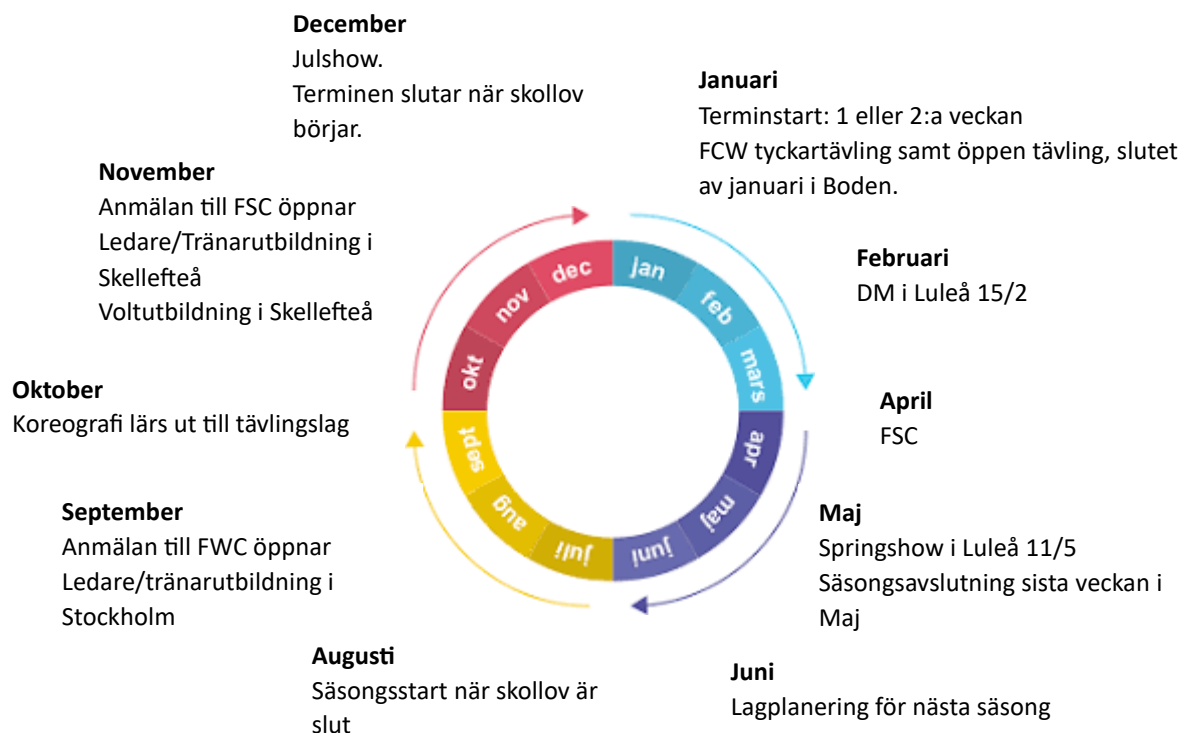 December
Julshow.
Terminen slutar när skollov
börjar.
Januari
Terminstart: 1 eller 2:a veckan
FCW tyckartävling samt öppen tävling, slutet
av januari i Boden.
November
Anmälan till FSC öppnar
Ledare/Tränarutbildning i
Skellefteå
Voltutbildning i Skellefteå
Februari
DM i Luleå 15/2
Oktober
Koreografi lärs ut till tävlingslag
April
FSC
September
Anmälan till FWC öppnar
Ledare/tränarutbildning i
Stockholm
Maj
Springshow i Luleå 11/5
Säsongsavslutning sista veckan i
Maj
Augusti
Säsongsstart när skollov är
slut
Juni
Lagplanering för nästa säsong
jan
feb
mars
apr
maj
juni
juli
aug
sept
okt
nov
dec